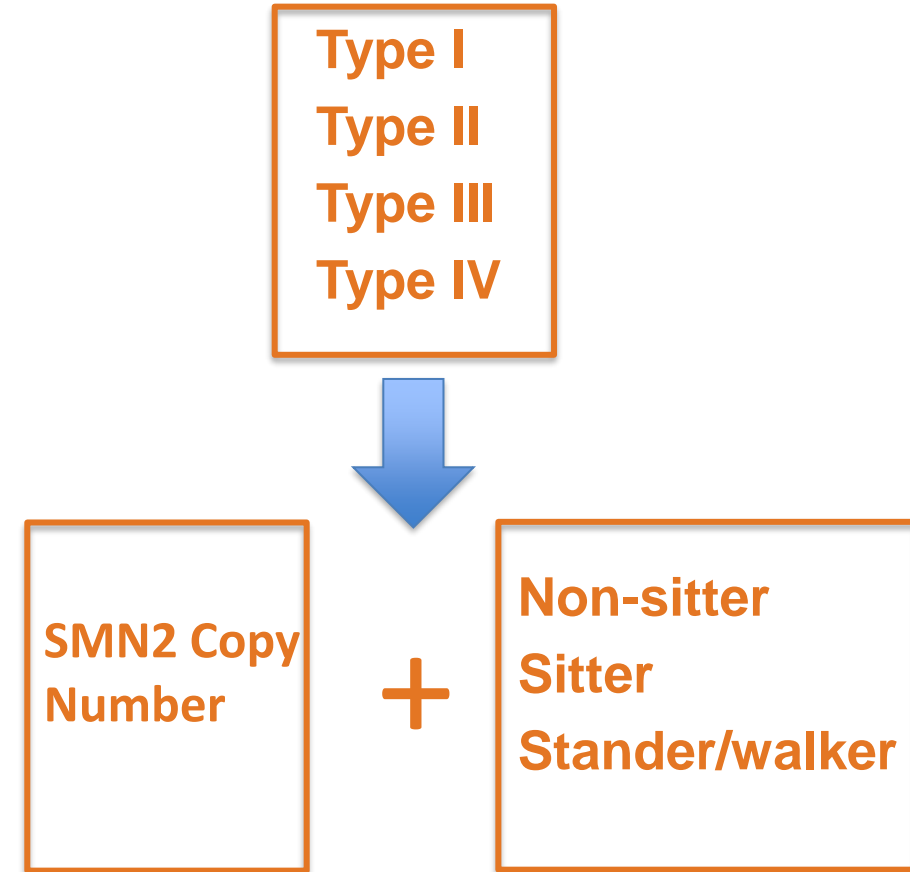 Type I
Type II
Type III
Type IV
SMN2 Copy
Number
+
Non-sitter
Sitter
Stander/walker